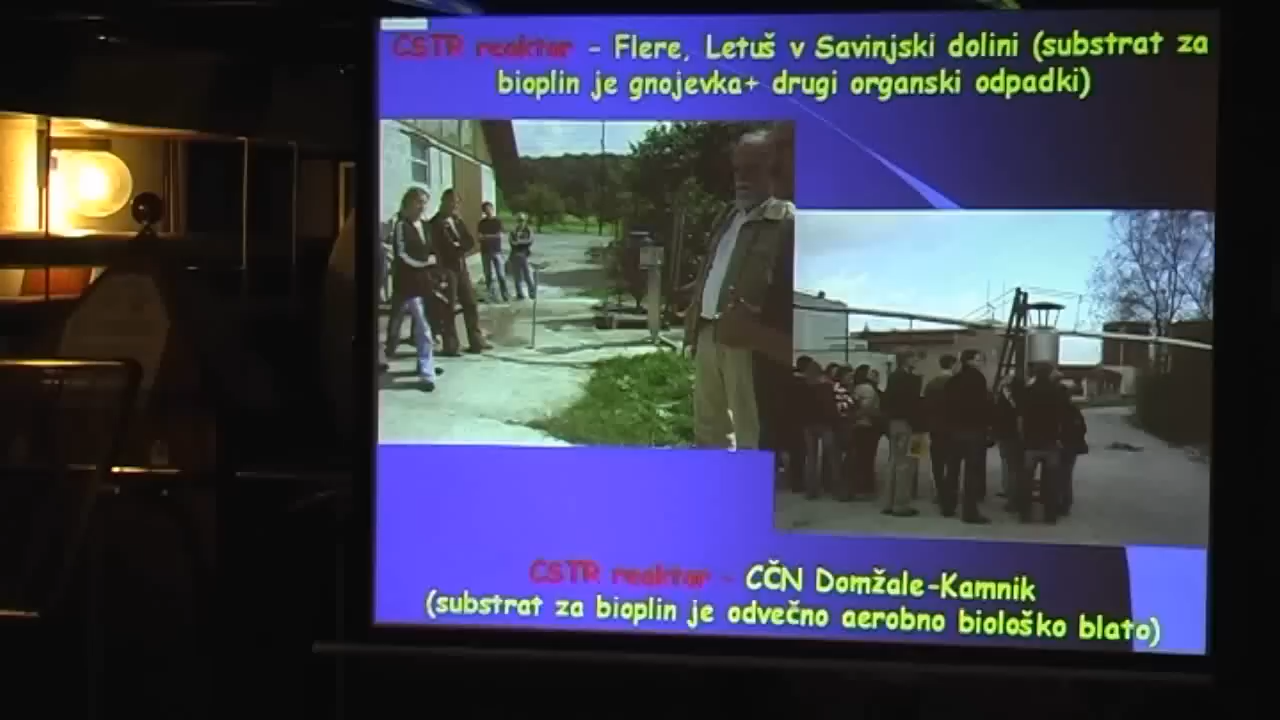 CSTR reaktor - Flere, Letuš v Savinjski dolini (substrat za
bioplin je gnojevka+ drugi organski odpadki)
CSTR reaktor - CČN Domžale-Kamnik
(substrat za bioplin je odvečno aerobno biološko blato)